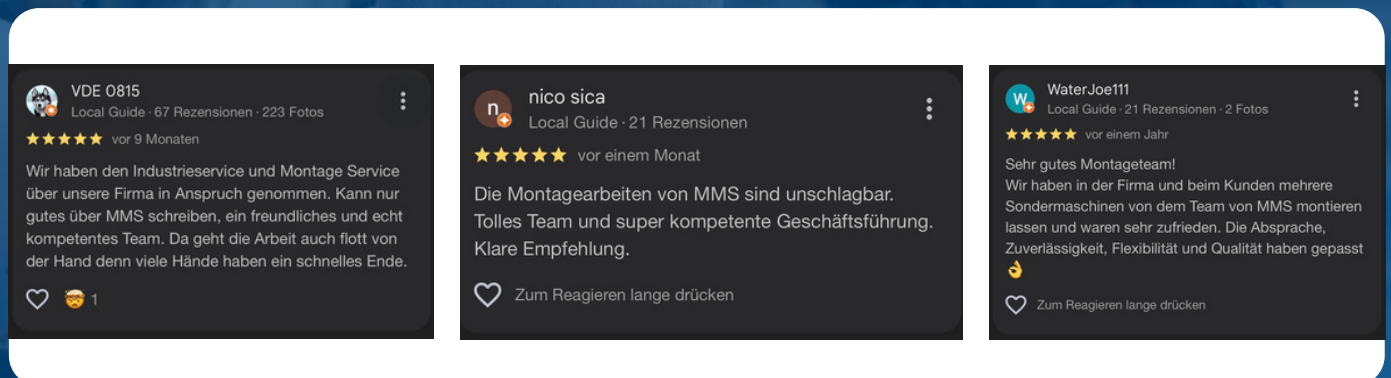 VDE 0815
Local Guide · 67 Rezensionen · 223 Fotos
vor 9 Monaten
Wir haben den Industrieservice und Montage Service
über unsere Firma in Anspruch genommen. Kann nur
gutes über MMS schreiben, ein freundliches und echt
kompetentes Team. Da geht die Arbeit auch flott von
der Hand denn viele Hände haben ein schnelles Ende.
1
n
nico sica
Local Guide · 21 Rezensionen
vor einem Monat
Die Montagearbeiten von MMS sind unschlagbar.
Tolles Team und super kompetente Geschäftsführung.
Klare Empfehlung.
Zum Reagieren lange drücken
W
WaterJoe111
Local Guide · 21 Rezensionen · 2 Fotos
vor einem Jahr
Sehr gutes Montageteam!
Wir haben in der Firma und beim Kunden mehrere
Sondermaschinen von dem Team von MMS montieren
lassen und waren sehr zufrieden. Die Absprache,
Zuverlässigkeit, Flexibilität und Qualität haben gepasst
👌
Zum Reagieren lange drücken